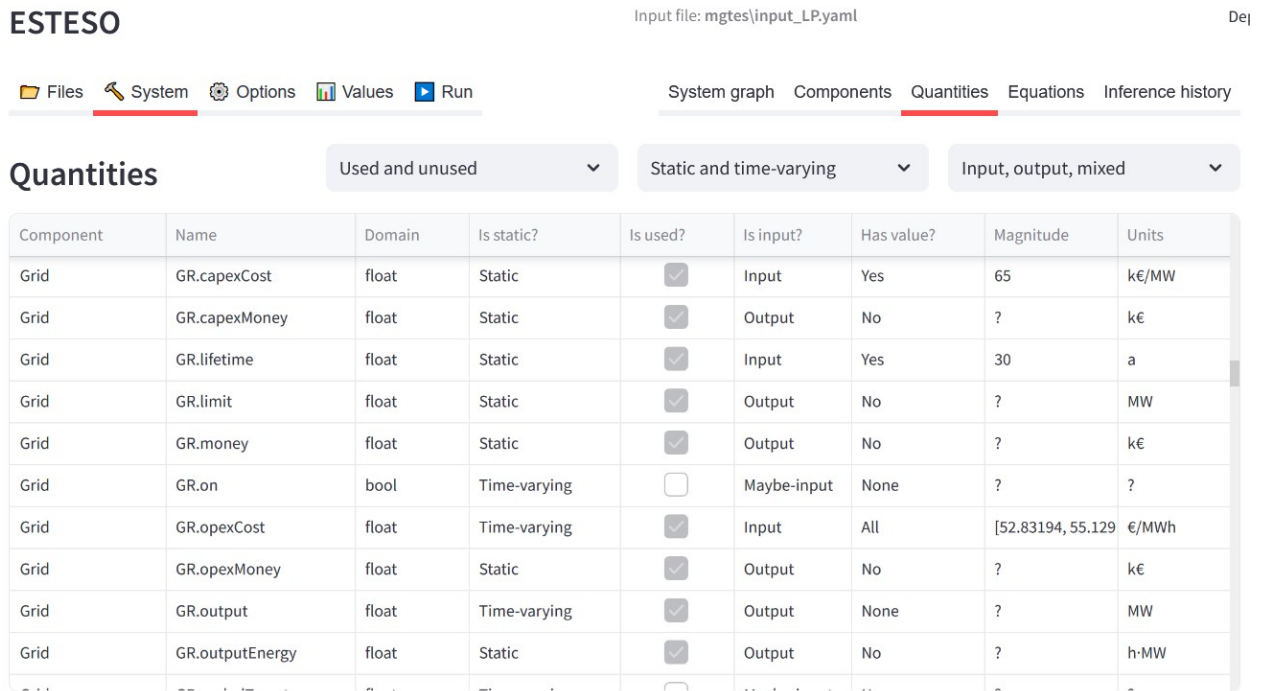 ESTESO
Input file: mgtes\input_LP.yaml
Files System Options Values Run
System graph Components Quantities Equations Inference history
Quantities
Used and unused
Static and time-varying
Input, output, mixed
Component Name Domain Is static? Is used? Is input? Has value? Magnitude Units
Grid GR.capexCost float Static Input Yes 65 k€/MW
Grid GR.capexMoney float Static Output No ? k€
Grid GR.lifetime float Static Input Yes 30 a
Grid GR.limit float Static Output No ? MW
Grid GR.money float Static Output No ? k€
Grid GR.on bool Time-varying Maybe-input None ? ?
Grid GR.opexCost float Time-varying Input All [52.83194, 55.129 €/MWh
Grid GR.opexMoney float Static Output No ? k€
Grid GR.output float Time-varying Output None ? MW
Grid GR.outputEnergy float Static Output No ? h·MW